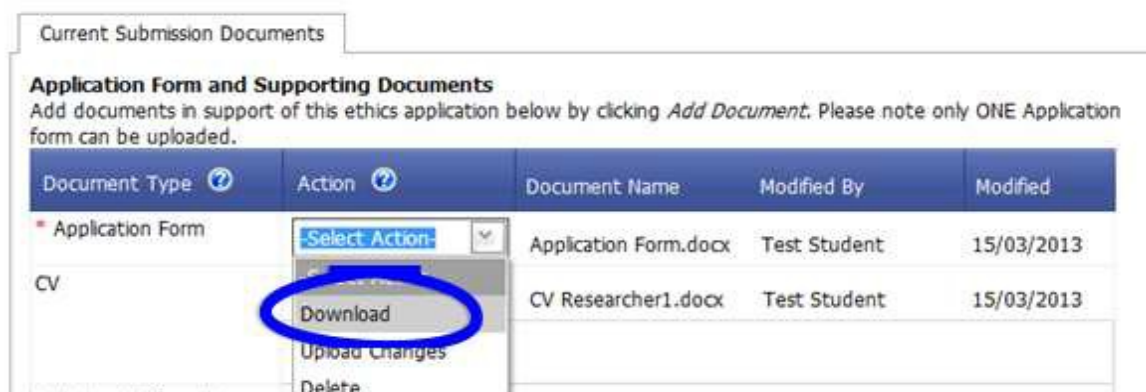 Current Submission Documents
Application Form and Supporting Documents
Add documents in support of this ethics application below by clicking Add Document. Please note only ONE Application
form can be uploaded.
Document Type Action Document Name Modified By Modified
* Application Form -Select Action- Application Form.docx Test Student 15/03/2013
CV CV Researcher1.docx Test Student 15/03/2013
Download
Upload Changes
Delete